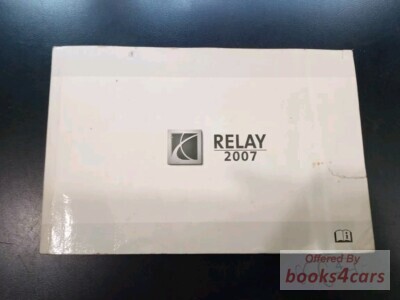 RELAY
2007
Offered By
books4cars